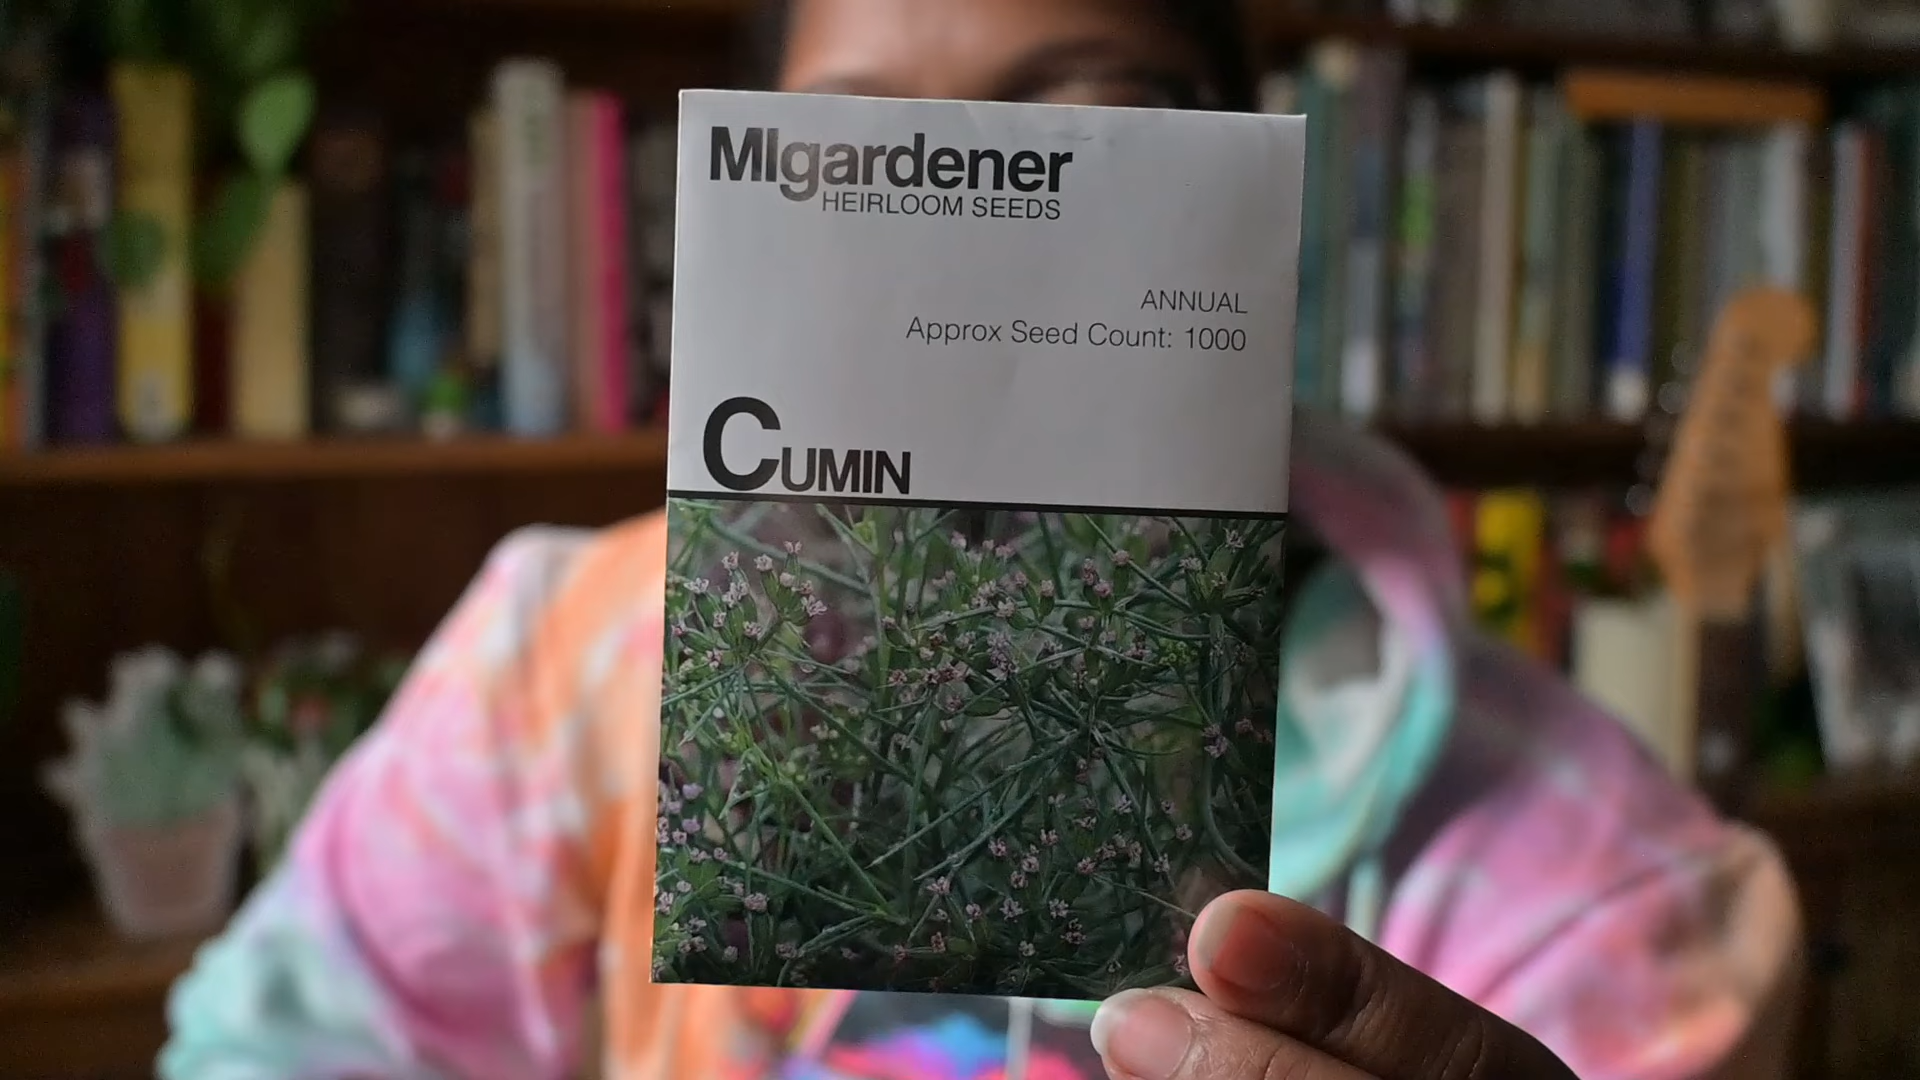 MIgardener
HEIRLOOM SEEDS
ANNUAL
Approx Seed Count: 1000
CUMIN